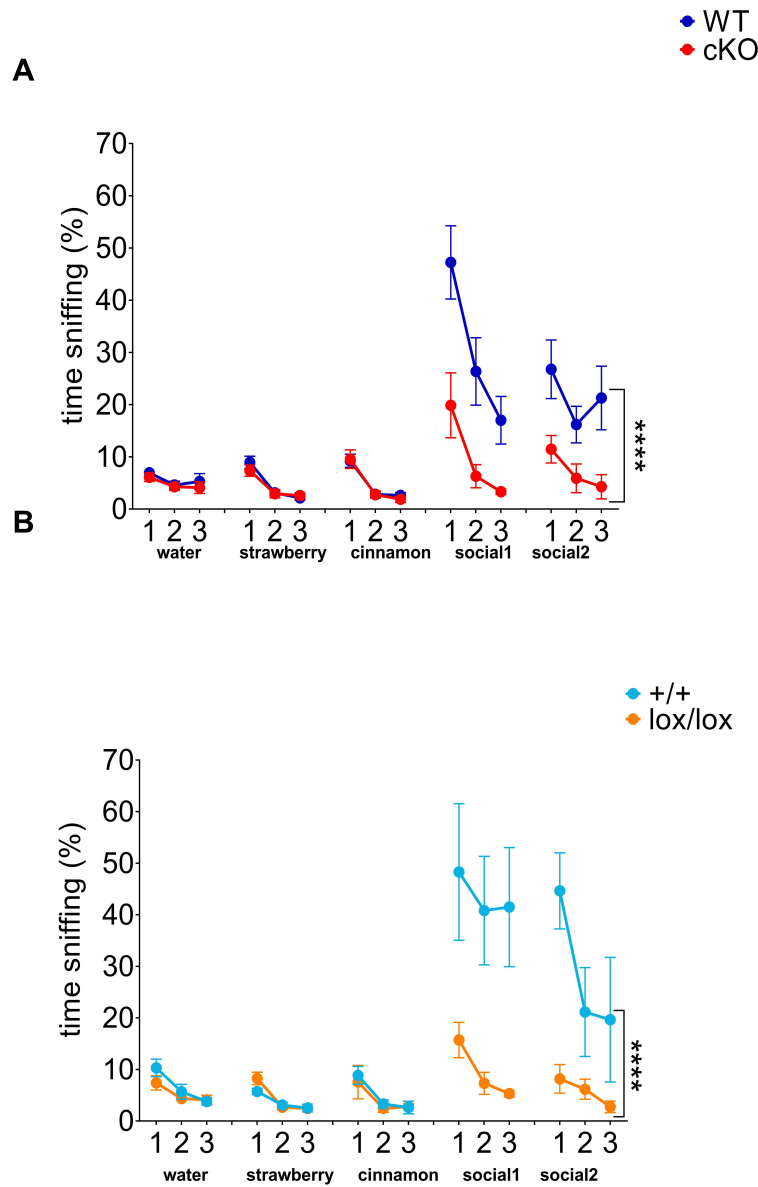 WT
cKO
A
70
60
50
40
30
20
10
0
time sniffing (%)
****
1 2 3 1 2 3 1 2 3 1 2 3 1 2 3
water strawberry cinnamon social1 social2
B
+/+
lox/lox
70
60
50
40
30
20
10
0
time sniffing (%)
****
1 2 3 1 2 3 1 2 3 1 2 3 1 2 3
water strawberry cinnamon social1 social2